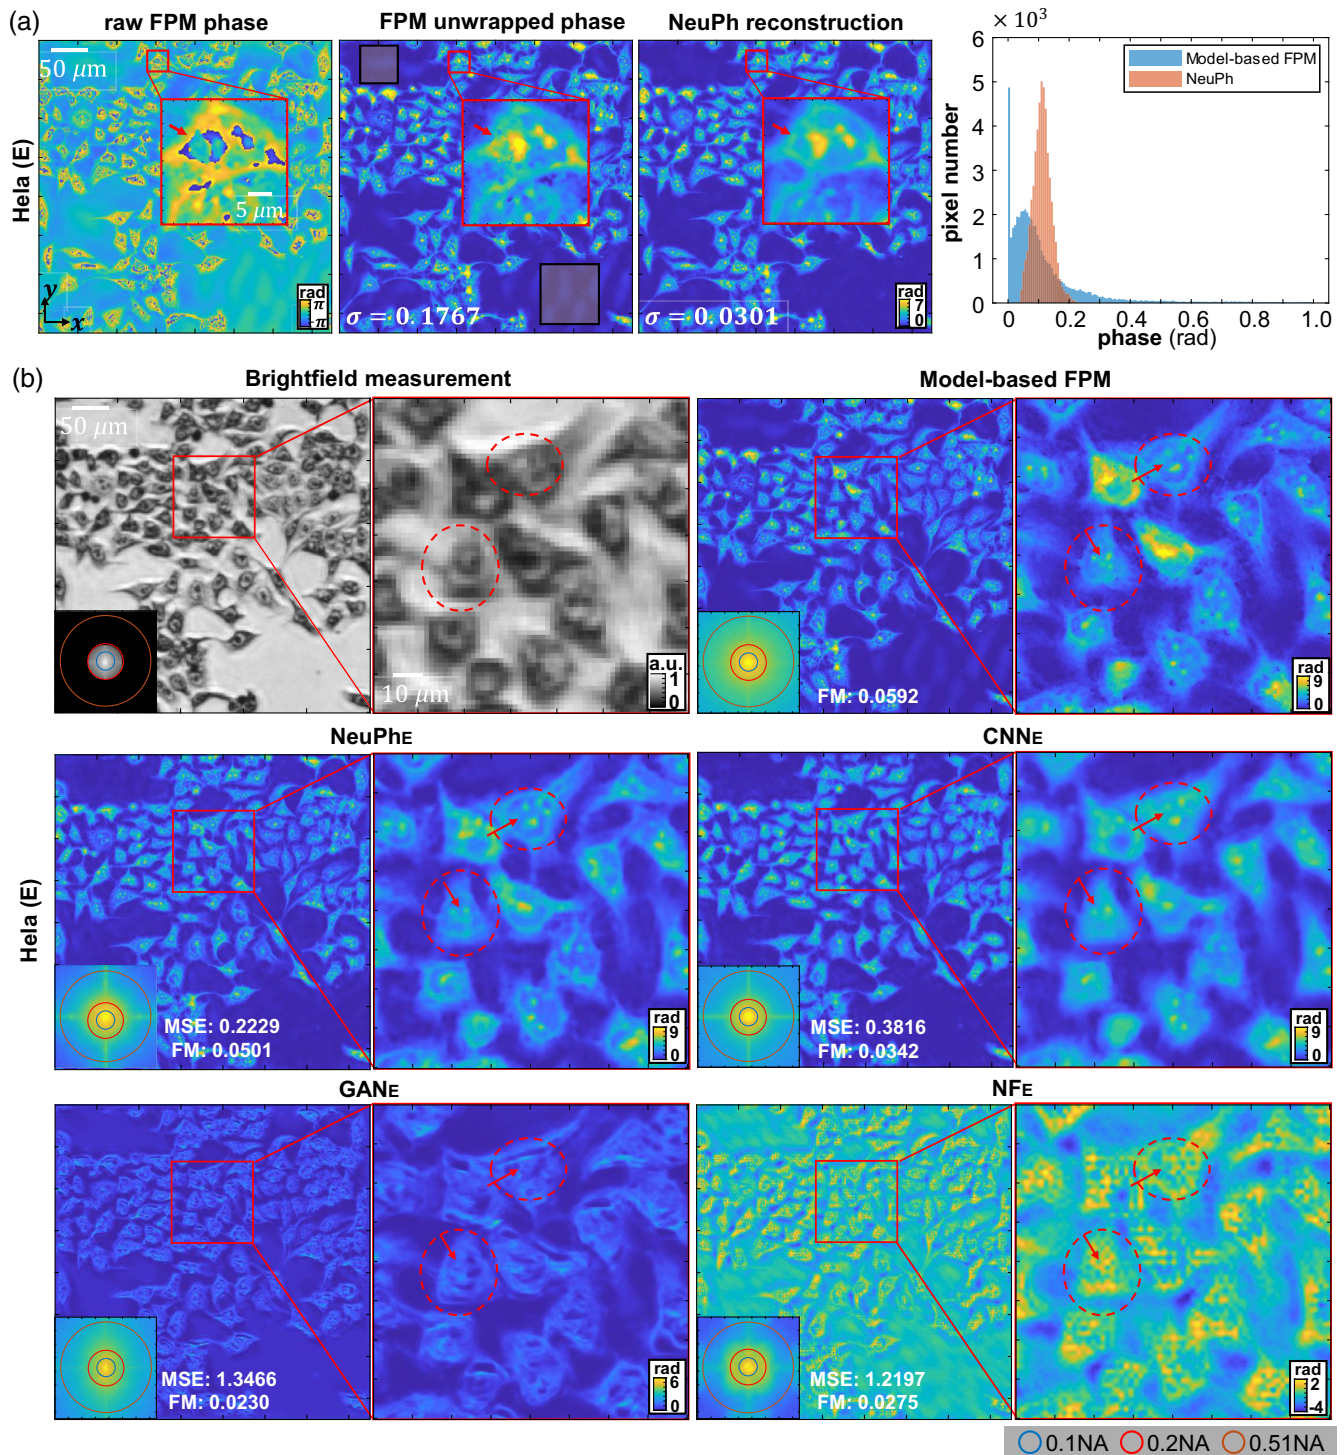 (a)
raw FPM phase
FPM unwrapped phase
NeuPh reconstruction
× 10³
50 μm
Hela (E)
5 μm
y
x
rad
π
-π
σ = 0.1767
σ = 0.0301
rad
7
0
Model-based FPM
NeuPh
pixel number
6
5
4
3
2
1
0
0 0.2 0.4 0.6 0.8 1.0
phase (rad)
(b)
Brightfield measurement
Model-based FPM
50 μm
10 μm
a.u.
1
0
FM: 0.0592
rad
9
0
Hela (E)
NeuPhE
CNNE
MSE: 0.2229
FM: 0.0501
rad
9
0
MSE: 0.3816
FM: 0.0342
rad
9
0
GANE
NFE
MSE: 1.3466
FM: 0.0230
rad
6
0
MSE: 1.2197
FM: 0.0275
rad
2
-4
0.1NA 0.2NA 0.51NA